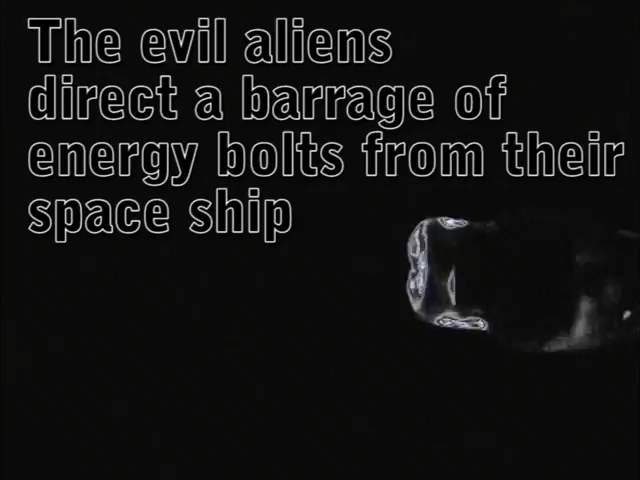 The evil aliens
direct a barrage of
energy bolts from their
space ship